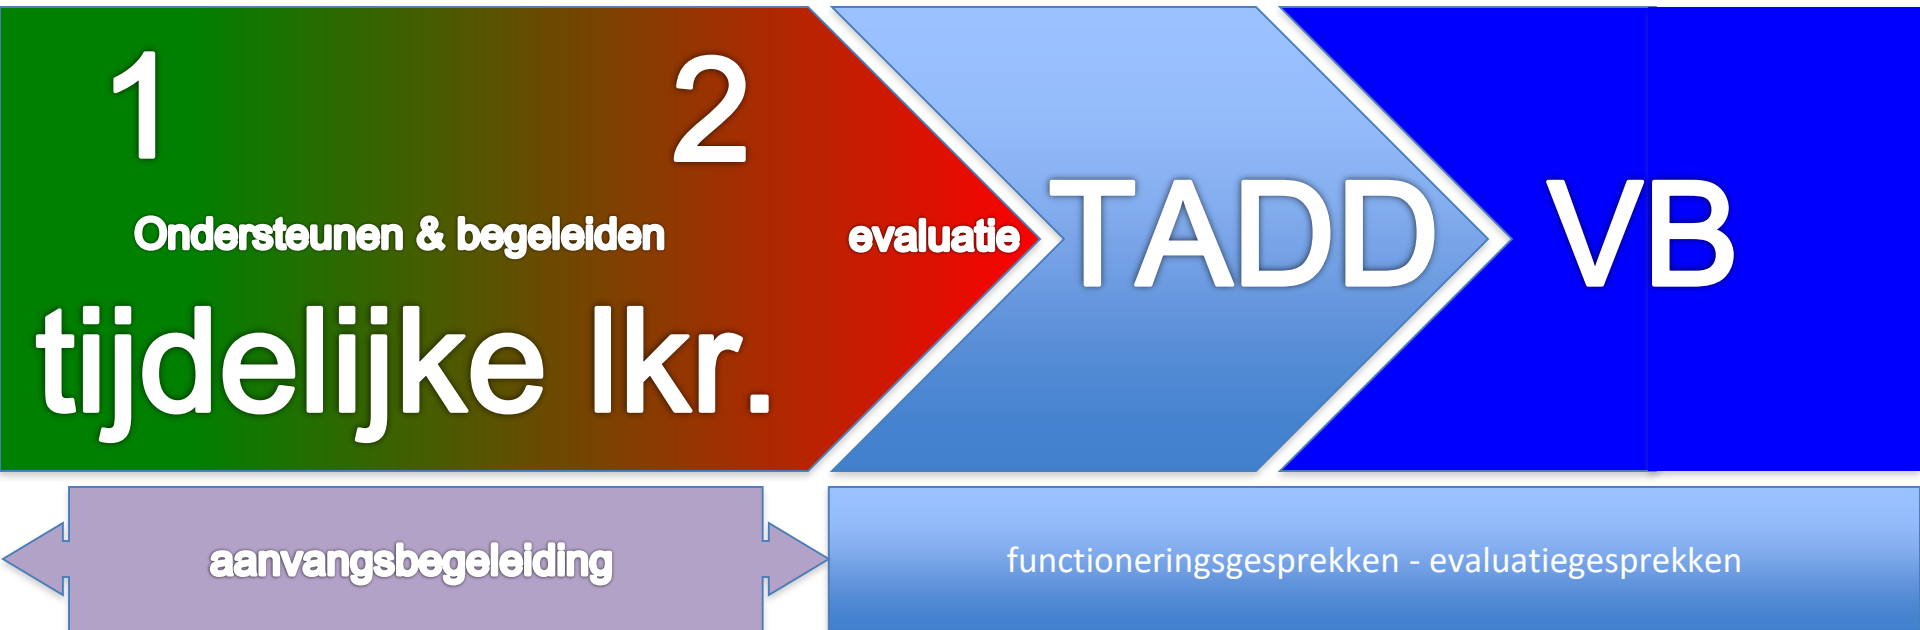 1 2
Ondersteunen & begeleiden evaluatie
tijdelijke lkr.
TADD
VB
aanvangsbegeleiding
functioneringsgesprekken - evaluatiegesprekken